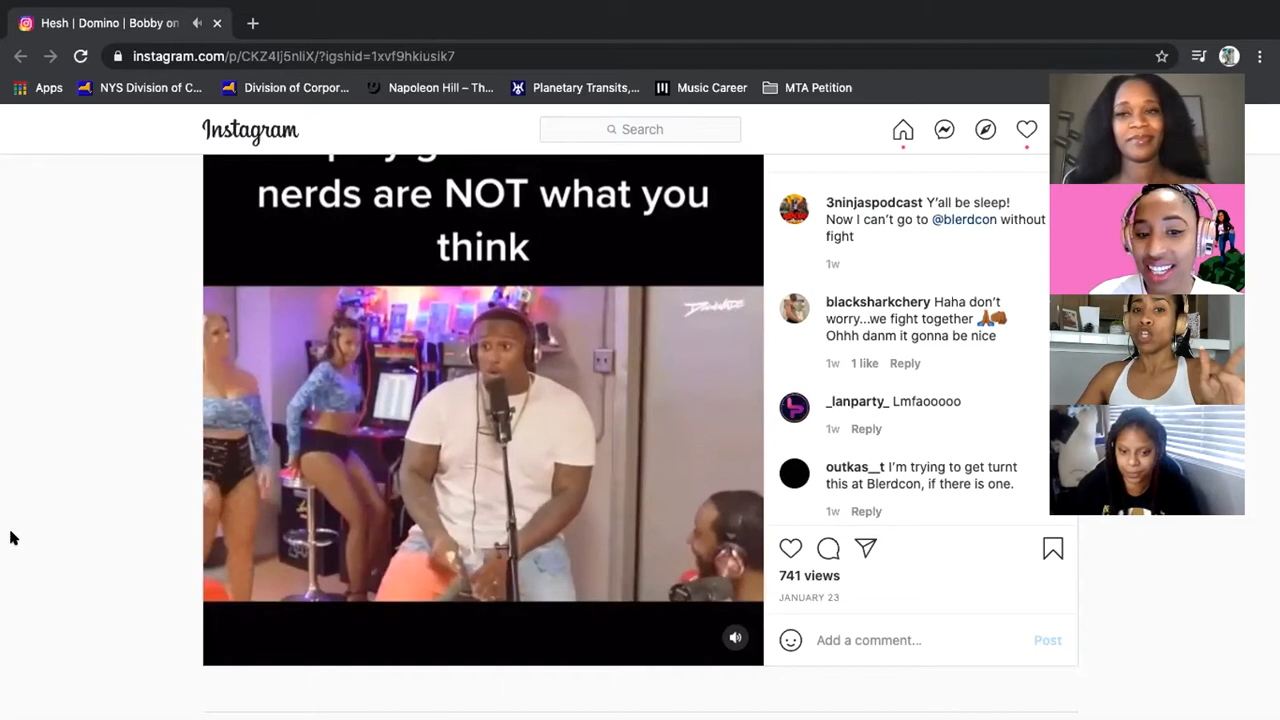 Hesh | Domino | Bobby on
instagram.com/p/CKZ4Ij5nliX/?igshid=1xvf9hkiusik7
Apps
NYS Division of C...
Division of Corpor...
Napoleon Hill – Th...
Planetary Transits,...
Music Career
MTA Petition
Instagram
Search
nerds are NOT what you
think
3ninjaspodcast Y'all be sleep!
Now I can't go to @blerdcon without
fight
1w
blacksharkchery Haha don't
worry...we fight together 🙏🏾👊🏾
Ohhh danm it gonna be nice
1w 1 like Reply
_lanparty_ Lmfaooooo
1w Reply
outkas__t I'm trying to get turnt
this at Blerdcon, if there is one.
1w Reply
741 views
JANUARY 23
Add a comment...
Post